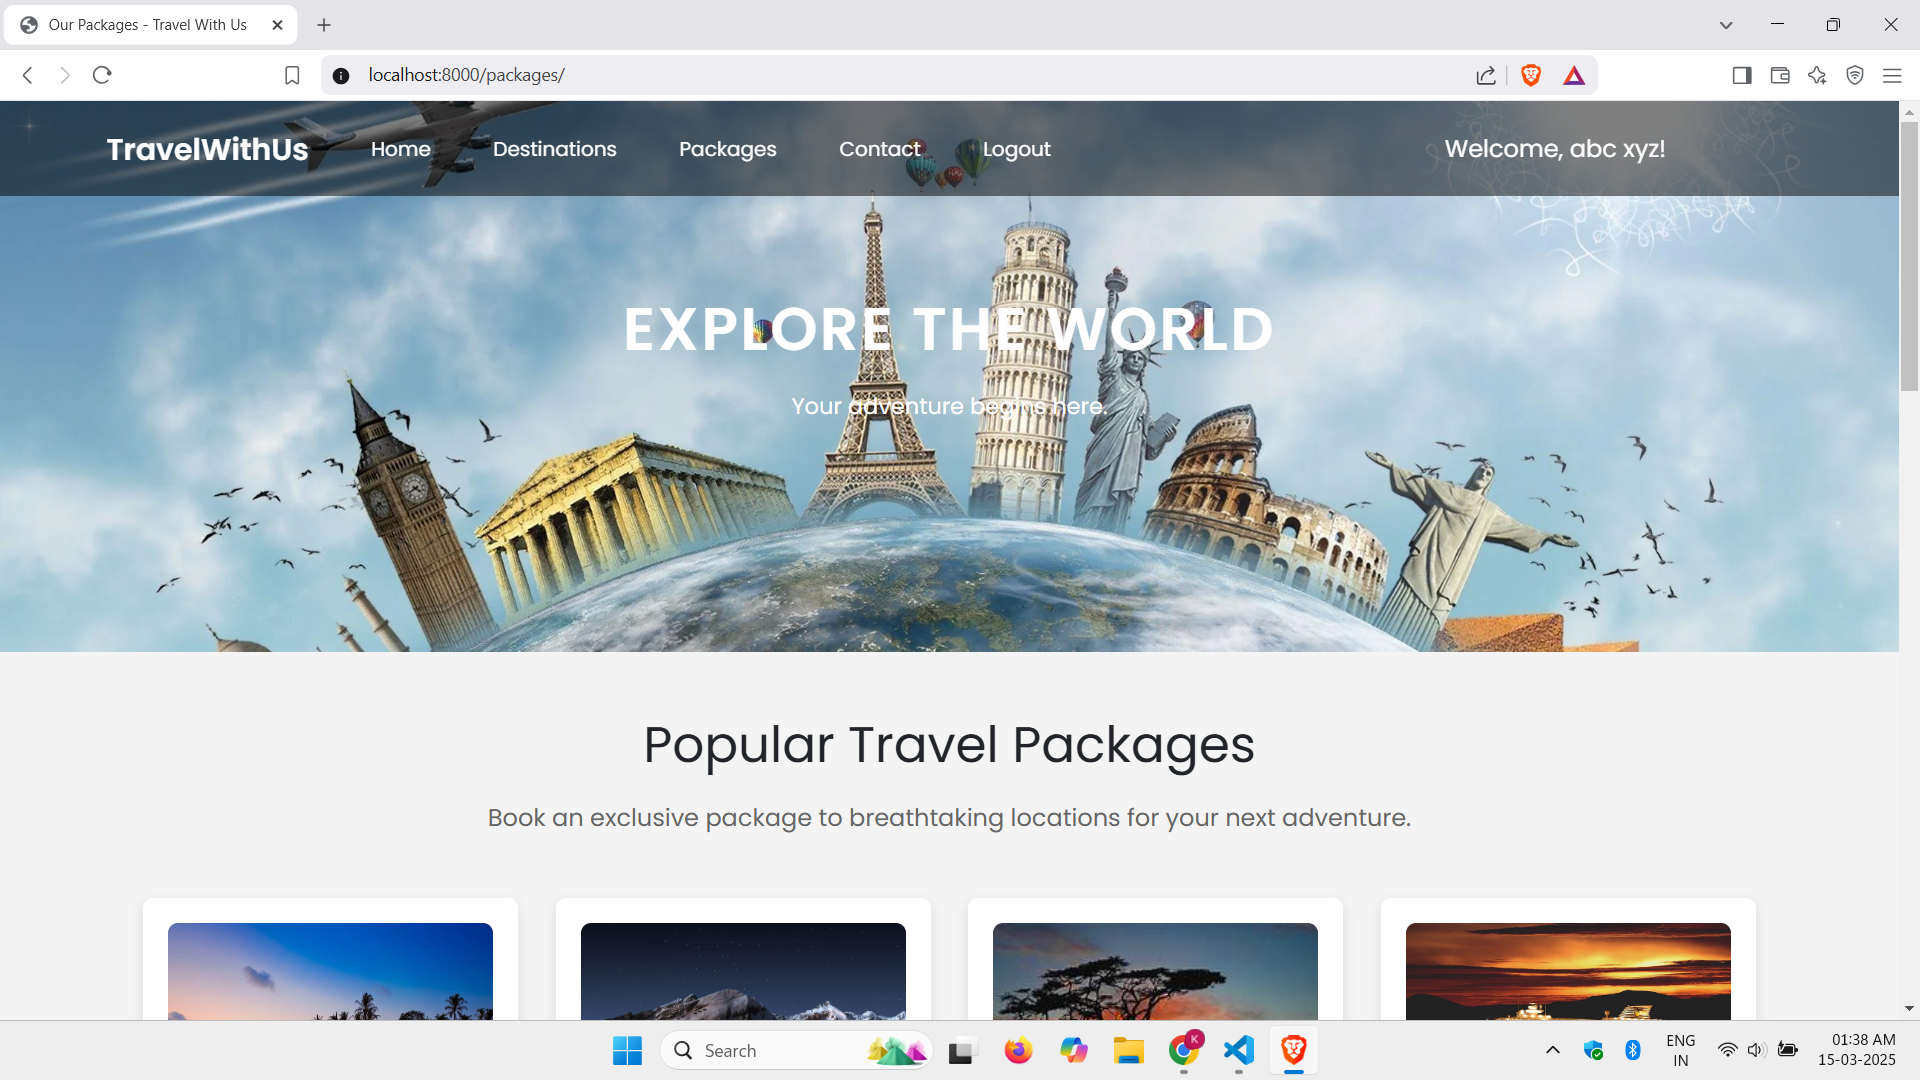 Our Packages - Travel With Us
localhost:8000/packages/
TravelWithUs Home Destinations Packages Contact Logout Welcome, abc xyz!
EXPLORE THE WORLD
Your adventure begins here.
Popular Travel Packages
Book an exclusive package to breathtaking locations for your next adventure.
Search
K
ENG
IN
01:38 AM
15-03-2025